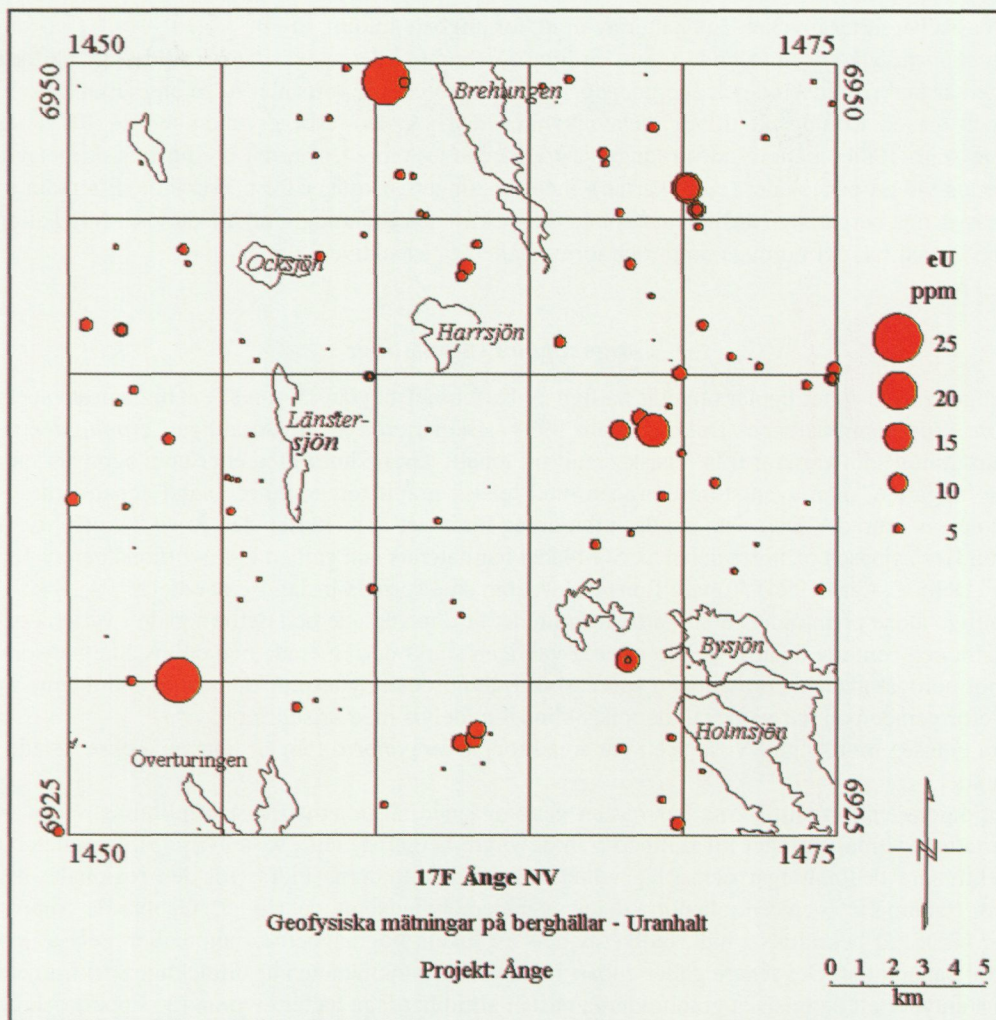 1450
1475
6950
6950
Brehungen
Ocksjön
Harrsjön
Länster-
sjön
eU
ppm
25
20
15
10
5
Bysjön
Holmsjön
Överturingen
6925
6925
1450
1475
17F Ånge NV
Geofysiska mätningar på berghällar - Uranhalt
Projekt: Ånge
N
0 1 2 3 4 5
km